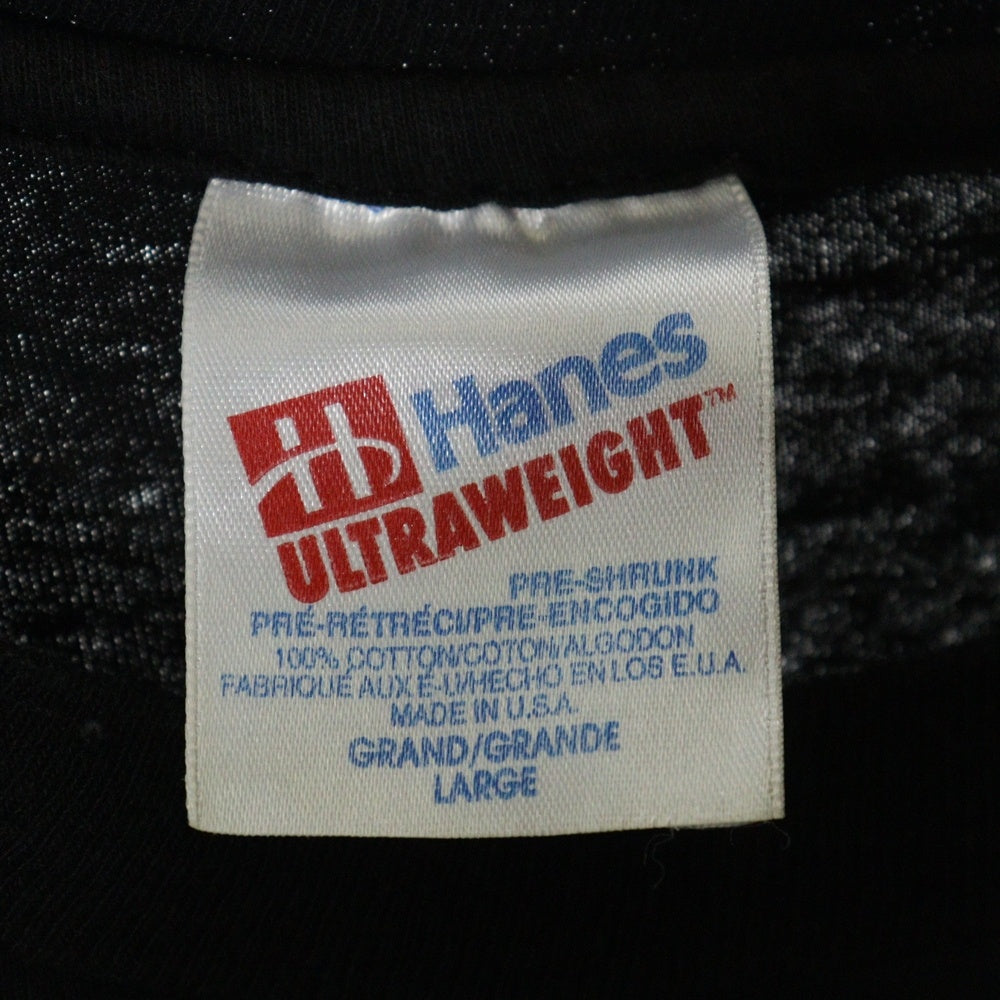 Hanes
ULTRAWEIGHT™
PRE-SHRUNK
PRÉ-RÉTRÉCI/PRE-ENCOGIDO
100% COTTON/COTON/ALGODON
FABRIQUÉ AUX É-U/HECHO EN LOS E.U.A.
MADE IN U.S.A.
GRAND/GRANDE
LARGE